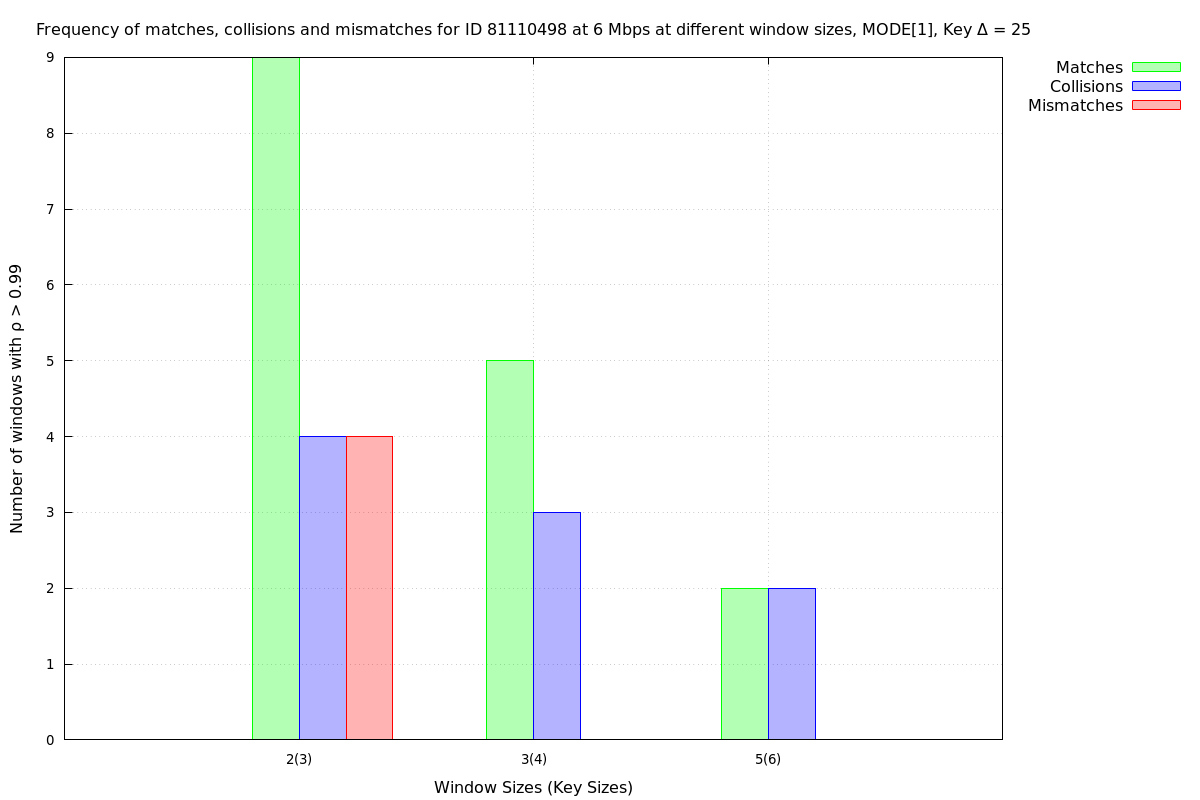 Frequency of matches, collisions and mismatches for ID 81110498 at 6 Mbps at different window sizes, MODE[1], Key Δ = 25
Matches
Collisions
Mismatches
Number of windows with ρ > 0.99
9
8
7
6
5
4
3
2
1
0
2(3) 3(4) 5(6)
Window Sizes (Key Sizes)